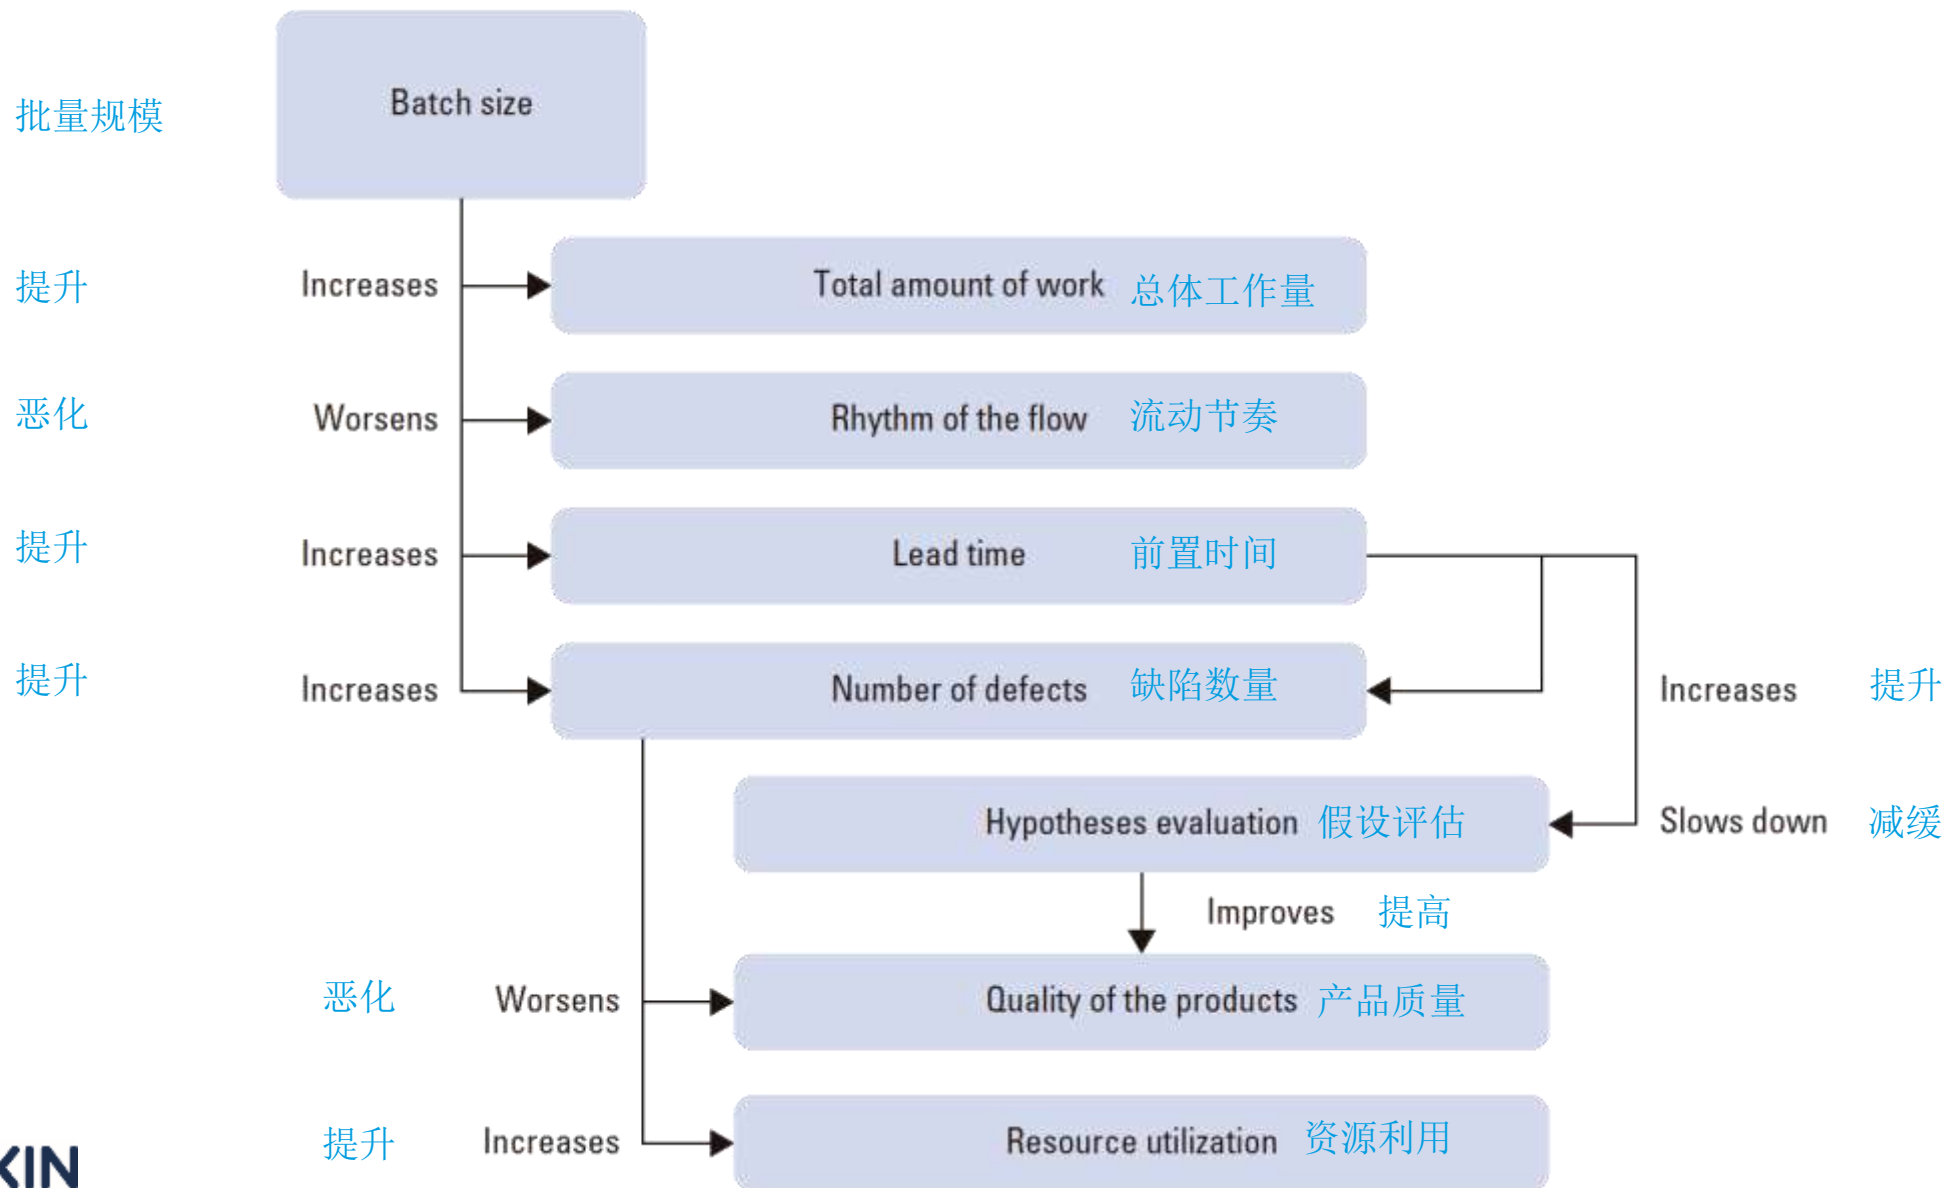 批量规模 Batch size
提升 Increases Total amount of work 总体工作量
恶化 Worsens Rhythm of the flow 流动节奏
提升 Increases Lead time 前置时间
提升 Increases Number of defects 缺陷数量 Increases 提升
Hypotheses evaluation 假设评估 Slows down 减缓
Improves 提高
恶化 Worsens Quality of the products 产品质量
提升 Increases Resource utilization 资源利用
KIN